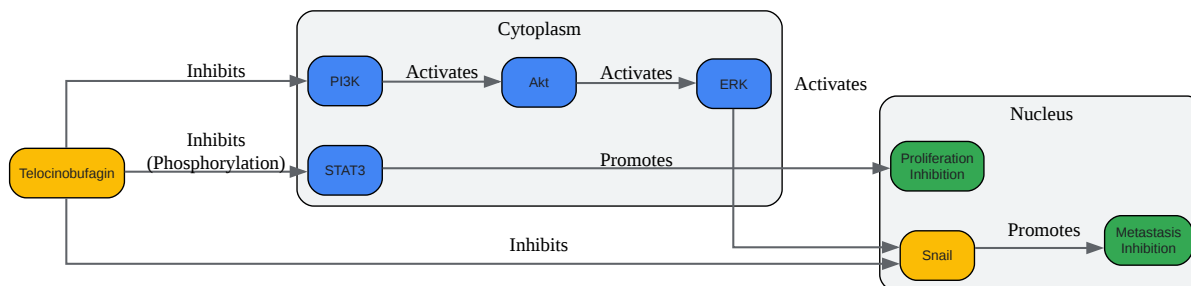 Cytoplasm
Inhibits
PI3K
Activates
Akt
Activates
ERK
Activates
Nucleus
Inhibits
(Phosphorylation)
Telocinobufagin
STAT3
Promotes
Proliferation
Inhibition
Inhibits
Snail
Promotes
Metastasis
Inhibition